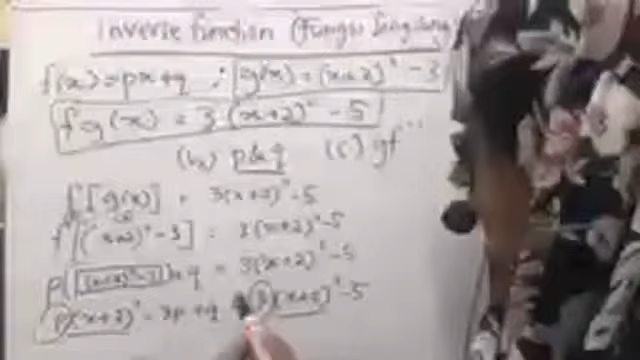 Inverse function (Fungsi Songsang)
f(x) = px+q ; g(x) = (x+2)² - 3
fg(x) = 3(x+2)² - 5
(b) p & q (c) gf
f[g(x)] = 3(x+2)² - 5
f[(x+2)² - 3] = 3(x+2)² - 5
p[(x+2)² - 3] + q = 3(x+2)² - 5
p(x+2)² - 3p + q = 3(x+2)² - 5